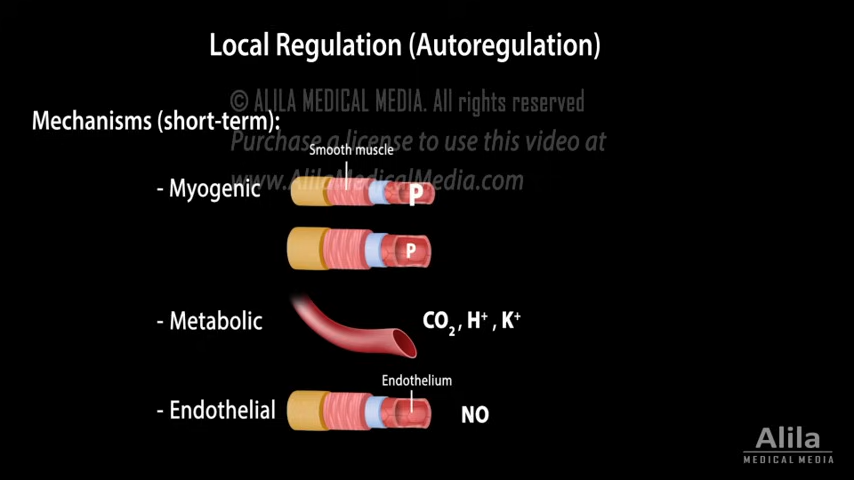 Local Regulation (Autoregulation)
© ALILA MEDICAL MEDIA. All rights reserved
Mechanisms (short-term):
Purchase a license to use this video at
Smooth muscle
www.AlilaMedicalMedia.com
- Myogenic
P
P
- Metabolic
CO₂ , H⁺ , K⁺
Endothelium
- Endothelial
NO
Alila
MEDICAL MEDIA